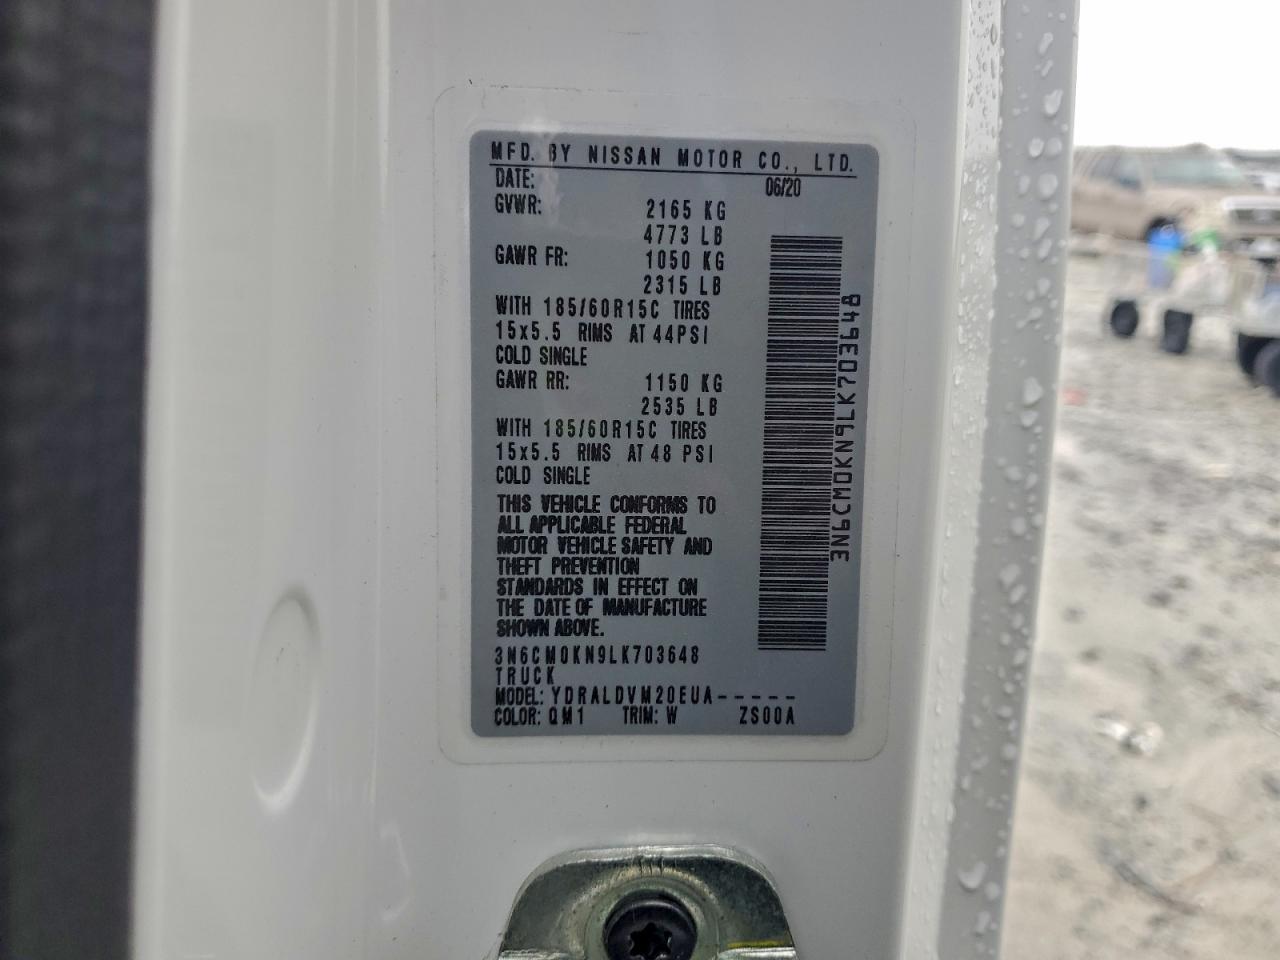 MFD. BY NISSAN MOTOR CO., LTD.
DATE: 06/20
GVWR: 2165 KG
4773 LB
GAWR FR: 1050 KG
2315 LB
WITH 185/60R15C TIRES
15x5.5 RIMS AT 44PSI
COLD SINGLE
GAWR RR: 1150 KG
2535 LB
WITH 185/60R15C TIRES
15x5.5 RIMS AT 48 PSI
COLD SINGLE
THIS VEHICLE CONFORMS TO
ALL APPLICABLE FEDERAL
MOTOR VEHICLE SAFETY AND
THEFT PREVENTION
STANDARDS IN EFFECT ON
THE DATE OF MANUFACTURE
SHOWN ABOVE.
3N6CM0KN9LK703648
TRUCK
MODEL: YDRALDVM20EUA-----
COLOR: QM1 TRIM: W ZS00A
3N6CM0KN9LK703648